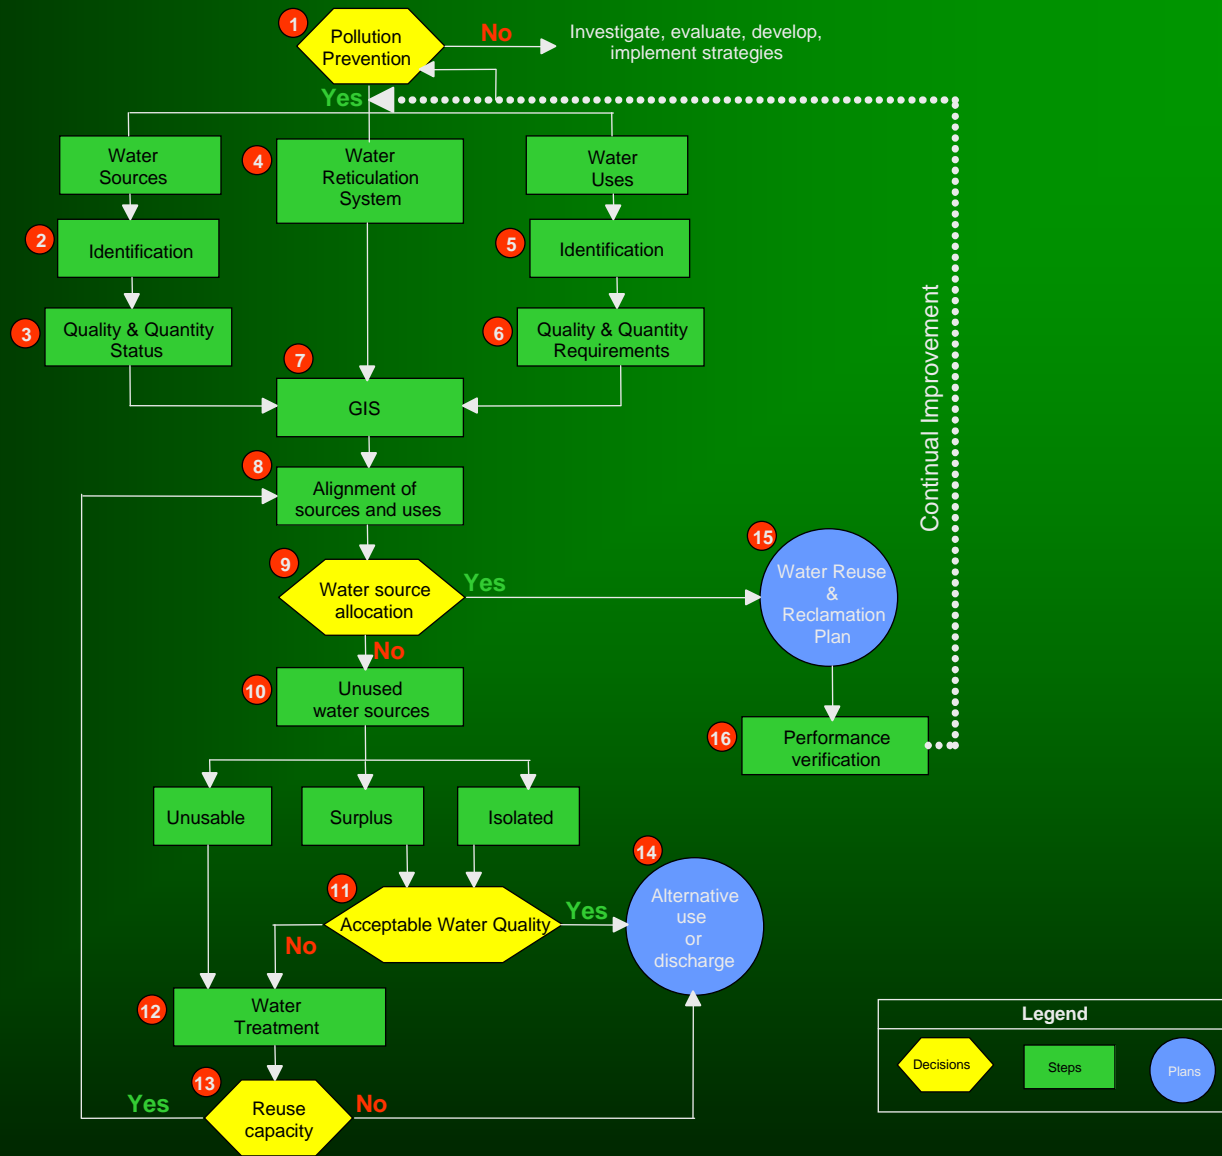 1
Pollution
Prevention
No
Investigate, evaluate, develop,
implement strategies
Yes
Water
Sources
4
Water
Reticulation
System
Water
Uses
2
Identification
5
Identification
3
Quality & Quantity
Status
6
Quality & Quantity
Requirements
7
GIS
Continual Improvement
8
Alignment of
sources and uses
9
Water source
allocation
Yes
No
15
Water Reuse
&
Reclamation
Plan
10
Unused
water sources
16
Performance
verification
Unusable
Surplus
Isolated
11
Acceptable Water Quality
Yes
No
14
Alternative
use
or
discharge
12
Water
Treatment
13
Reuse
capacity
Yes
No
Legend
Decisions
Steps
Plans